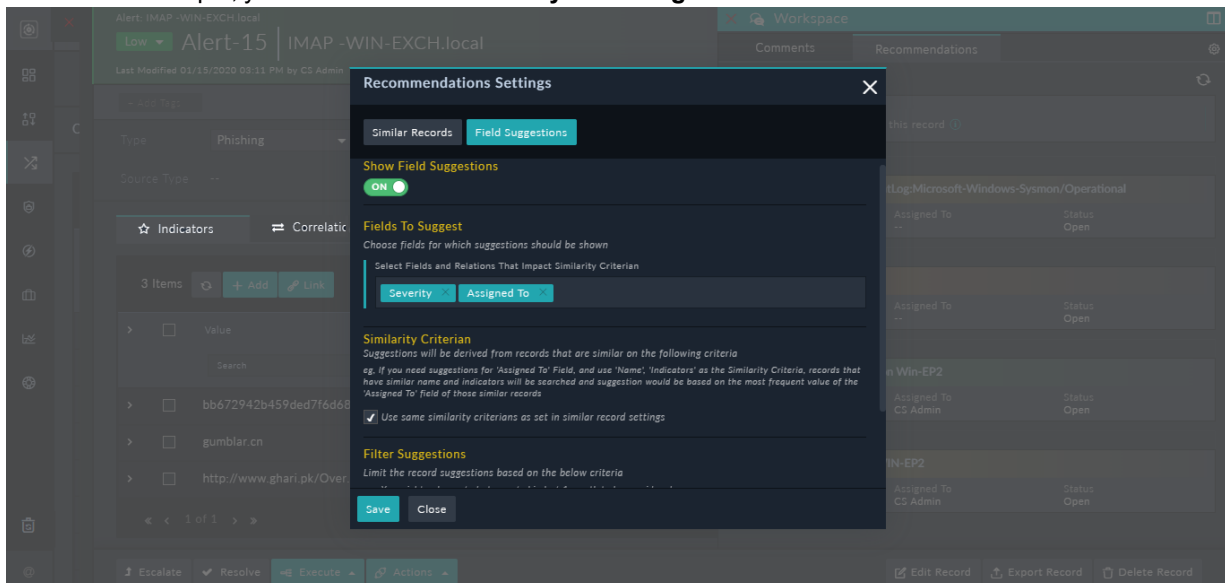 Alert: IMAP -WIN-EXCH.local
Low Alert-15 | IMAP -WIN-EXCH.local
Last Modified 01/15/2020 03:11 PM by CS Admin
+ Add Tags
Type Phishing
Source Type --
Indicators Correlatio
3 Items + Add Link
Value
Search
bb672942b459ded7f6d68
gumblar.cn
http://www.ghari.pk/Over
1 of 1
Escalate Resolve Execute Actions
Workspace
Comments Recommendations
this record
tLog:Microsoft-Windows-Sysmon/Operational
Assigned To Status
-- Open
Assigned To Status
-- Open
n Win-EP2
Assigned To Status
CS Admin Open
IN-EP2
Assigned To Status
CS Admin Open
Edit Record Export Record Delete Record
Recommendations Settings
Similar Records Field Suggestions
Show Field Suggestions
ON
Fields To Suggest
Choose fields for which suggestions should be shown
Select Fields and Relations That Impact Similarity Criterian
Severity × Assigned To ×
Similarity Criterian
Suggestions will be derived from records that are similar on the following criteria
eg. If you need suggestions for 'Assigned To' Field, and use 'Name', 'Indicators' as the Similarity Criteria, records that
have similar name and indicators will be searched and suggestion would be based on the most frequent value of the
'Assigned To' field of those similar records
Use same similarity criterians as set in similar record settings
Filter Suggestions
Limit the record suggestions based on the below criteria
Save Close